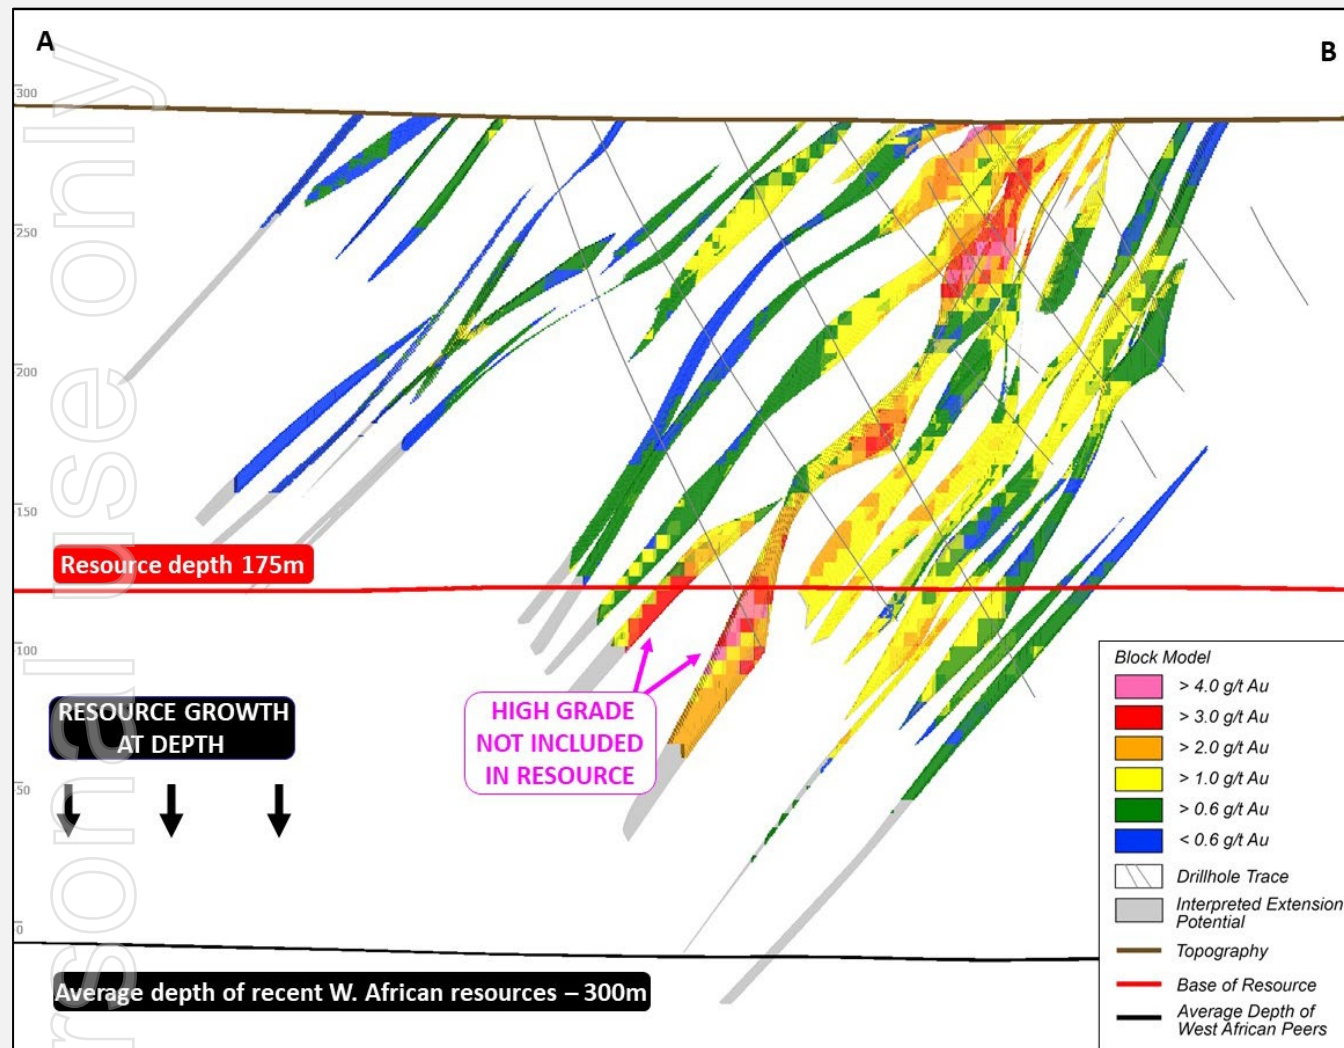 A
B
300
250
200
150
100
50
0
Resource depth 175m
RESOURCE GROWTH
AT DEPTH
HIGH GRADE
NOT INCLUDED
IN RESOURCE
Average depth of recent W. African resources – 300m
Block Model
> 4.0 g/t Au
> 3.0 g/t Au
> 2.0 g/t Au
> 1.0 g/t Au
> 0.6 g/t Au
< 0.6 g/t Au
Drillhole Trace
Interpreted Extension
Potential
Topography
Base of Resource
Average Depth of
West African Peers
rsonal use only